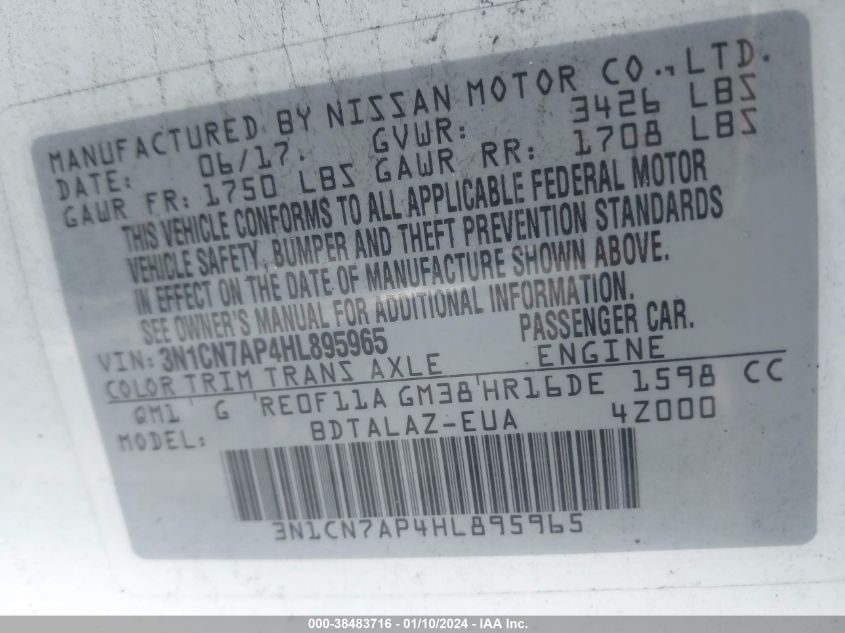 MANUFACTURED BY NISSAN MOTOR CO., LTD.
DATE: 06/17. GVWR: 3426 LBS
GAWR FR: 1750 LBS GAWR RR: 1708 LBS
THIS VEHICLE CONFORMS TO ALL APPLICABLE FEDERAL MOTOR
VEHICLE SAFETY, BUMPER AND THEFT PREVENTION STANDARDS
IN EFFECT ON THE DATE OF MANUFACTURE SHOWN ABOVE.
SEE OWNER'S MANUAL FOR ADDITIONAL INFORMATION.
VIN: 3N1CN7AP4HL895965 PASSENGER CAR.
COLOR TRIM TRANS AXLE ENGINE
QM1 G RE0F11A GM38 HR16DE 1598 CC
MODEL: BDTALAZ-EUA 4Z000
3N1CN7AP4HL895965
000-38483716 - 01/10/2024 - IAA Inc.